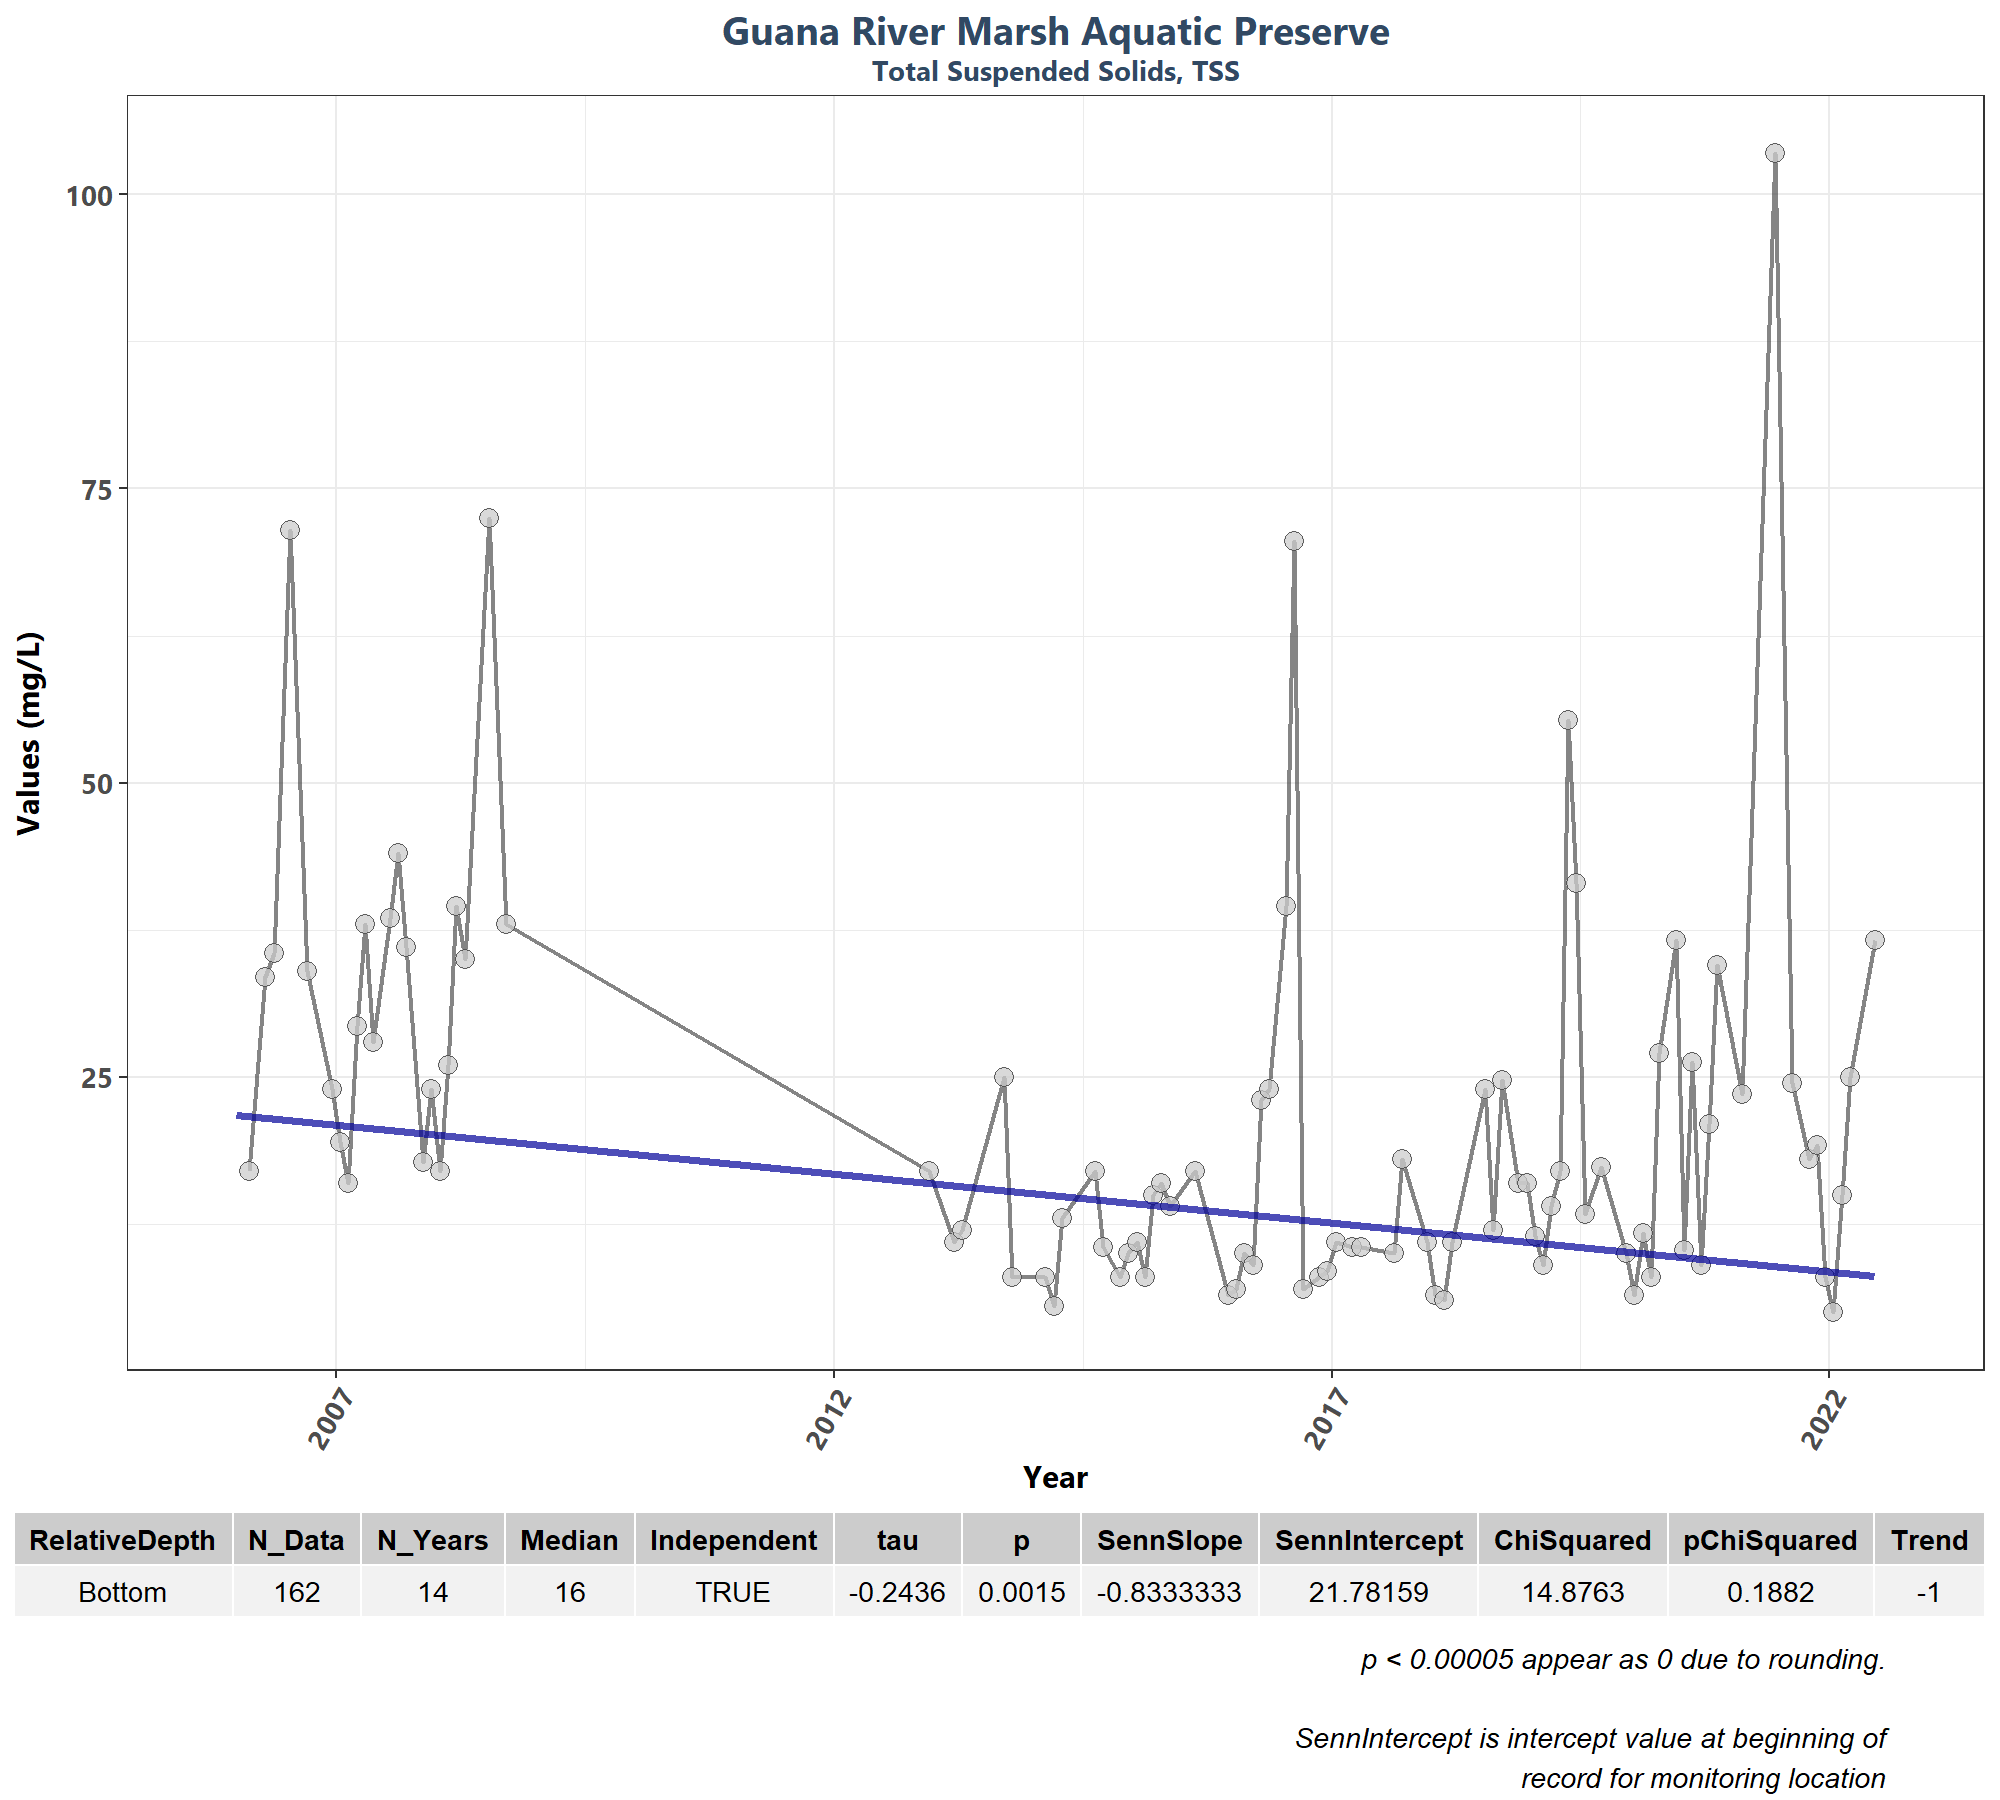 Guana River Marsh Aquatic Preserve
Total Suspended Solids, TSS
Values (mg/L)
100
75
50
25
2007 2012 2017 2022
Year
RelativeDepth N_Data N_Years Median Independent tau p SennSlope SennIntercept ChiSquared pChiSquared Trend
Bottom 162 14 16 TRUE -0.2436 0.0015 -0.8333333 21.78159 14.8763 0.1882 -1
p < 0.00005 appear as 0 due to rounding.
SennIntercept is intercept value at beginning of
record for monitoring location